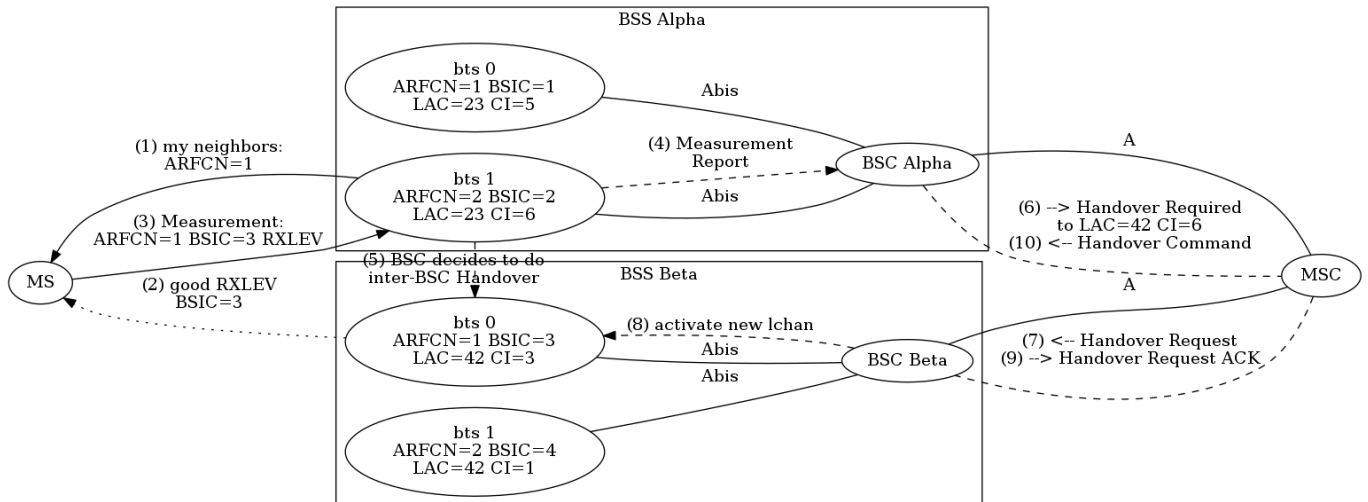 BSS Alpha
bts 0
ARFCN=1 BSIC=1
LAC=23 CI=5
Abis
(1) my neighbors:
ARFCN=1
(4) Measurement
Report
A
BSC Alpha
bts 1
ARFCN=2 BSIC=2
LAC=23 CI=6
Abis
(3) Measurement:
ARFCN=1 BSIC=3 RXLEV
(6) --> Handover Required
to LAC=42 CI=6
(10) <-- Handover Command
(5) BSC decides to do
inter-BSC Handover
BSS Beta
MS
(2) good RXLEV
BSIC=3
MSC
A
bts 0
ARFCN=1 BSIC=3
LAC=42 CI=3
(8) activate new lchan
Abis
(7) <-- Handover Request
(9) --> Handover Request ACK
BSC Beta
Abis
bts 1
ARFCN=2 BSIC=4
LAC=42 CI=1